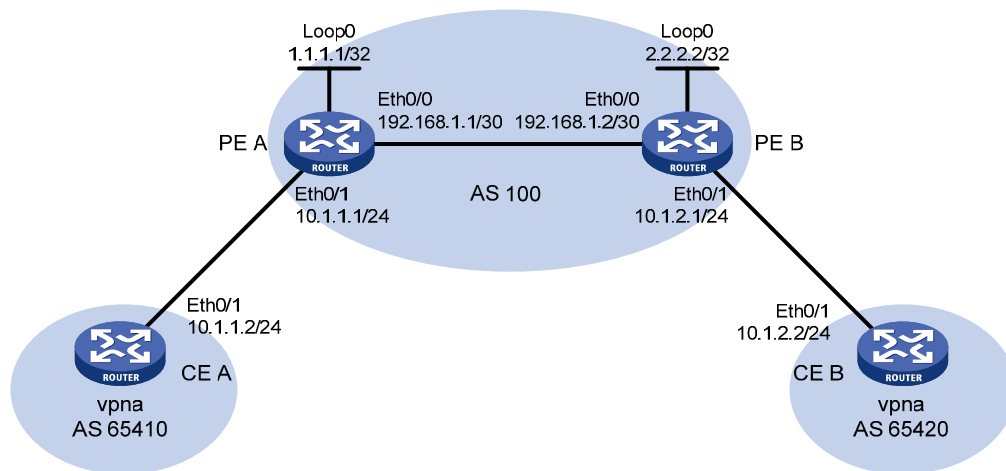 Loop0
1.1.1.1/32
Loop0
2.2.2.2/32
Eth0/0
192.168.1.1/30
Eth0/0
192.168.1.2/30
PE A
ROUTER
ROUTER
PE B
Eth0/1
10.1.1.1/24
AS 100
Eth0/1
10.1.2.1/24
Eth0/1
10.1.1.2/24
Eth0/1
10.1.2.2/24
ROUTER
CE A
CE B
ROUTER
vpna
AS 65410
vpna
AS 65420